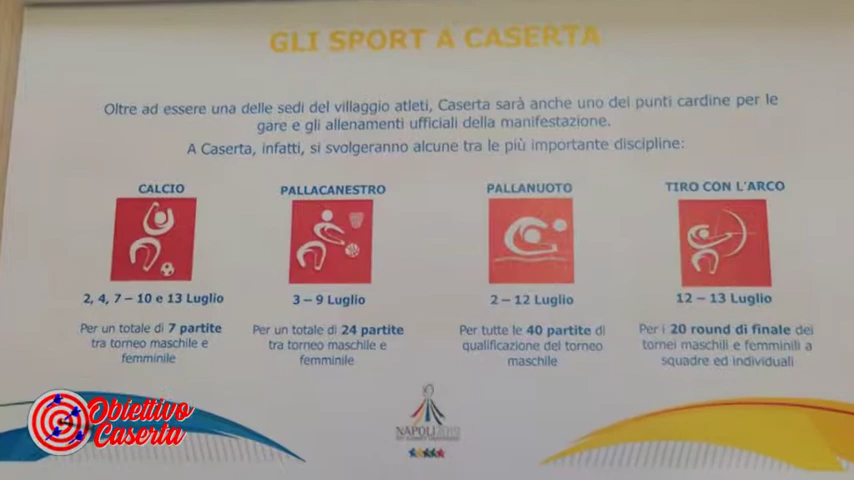 GLI SPORT A CASERTA
Oltre ad essere una delle sedi del villaggio atleti, Caserta sarà anche uno dei punti cardine per le
gare e gli allenamenti ufficiali della manifestazione.
A Caserta, infatti, si svolgeranno alcune tra le più importante discipline:
CALCIO
2, 4, 7 – 10 e 13 Luglio
Per un totale di 7 partite
tra torneo maschile e
femminile
PALLACANESTRO
3 – 9 Luglio
Per un totale di 24 partite
tra torneo maschile e
femminile
PALLANUOTO
2 – 12 Luglio
Per tutte le 40 partite di
qualificazione del torneo
maschile
TIRO CON L'ARCO
12 – 13 Luglio
Per i 20 round di finale dei
tornei maschili e femminili a
squadre ed individuali
Obiettivo
Caserta
NAPOLI2019